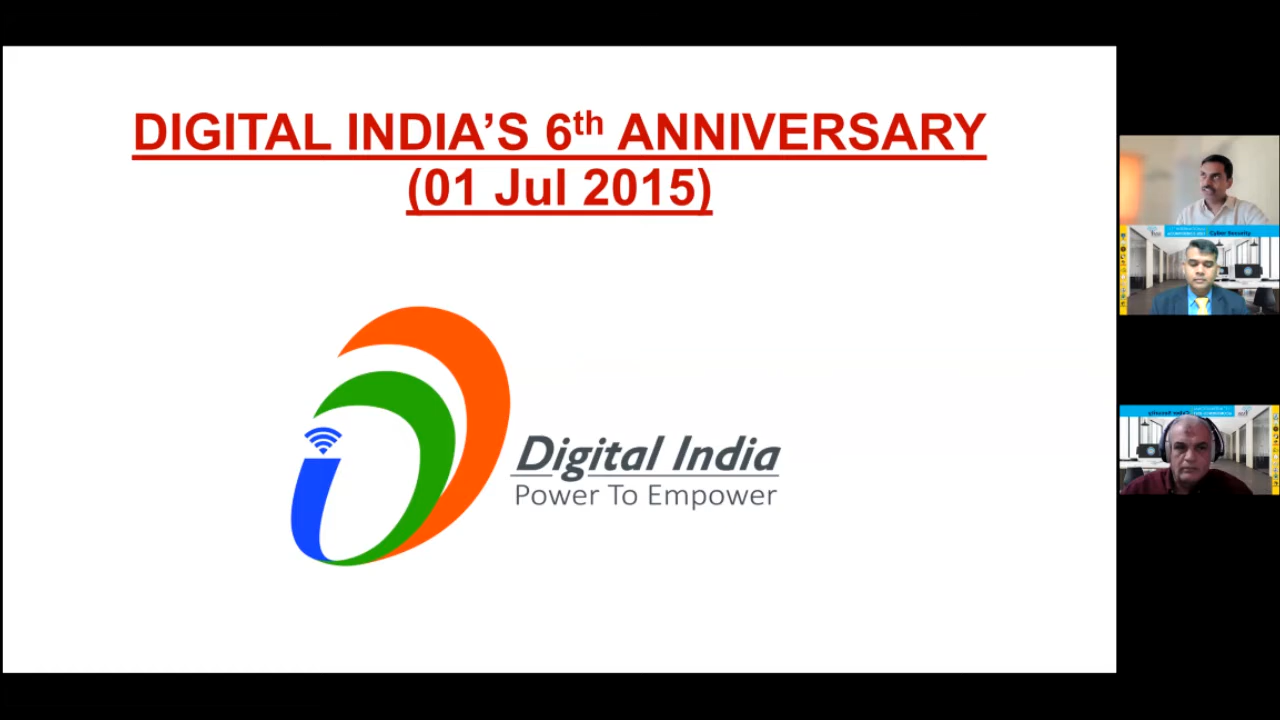 DIGITAL INDIA'S 6th ANNIVERSARY
(01 Jul 2015)
Digital India
Power To Empower
Cyber Security